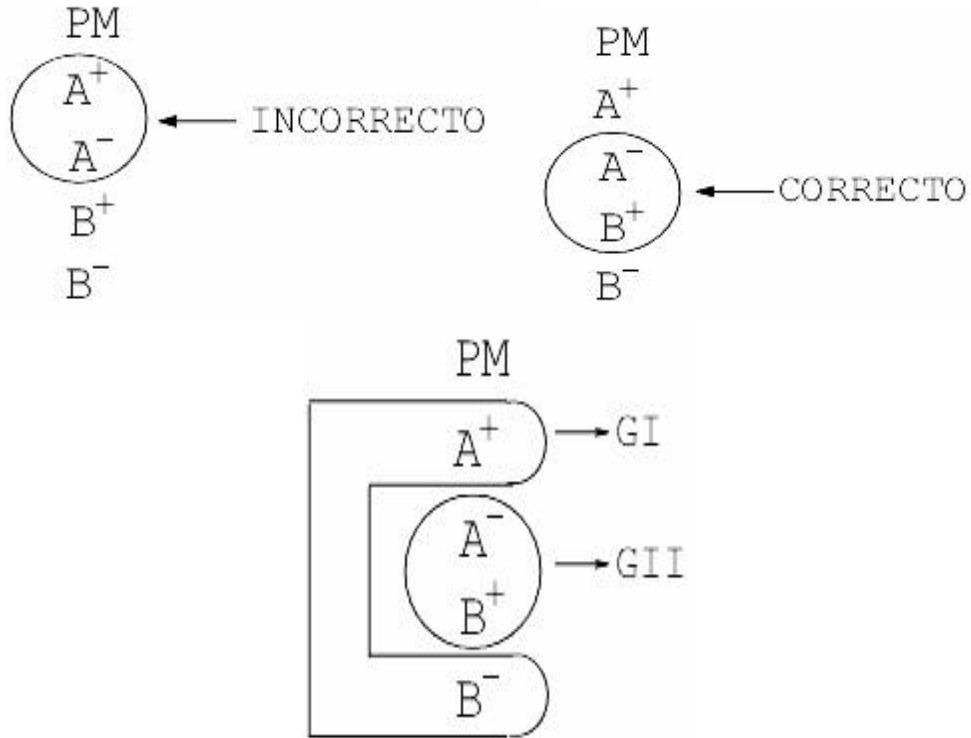 PM
A⁺
A⁻
B⁺
B⁻
INCORRECTO
PM
A⁺
A⁻
B⁺
B⁻
CORRECTO
PM
A⁺
GI
A⁻
B⁺
GII
B⁻